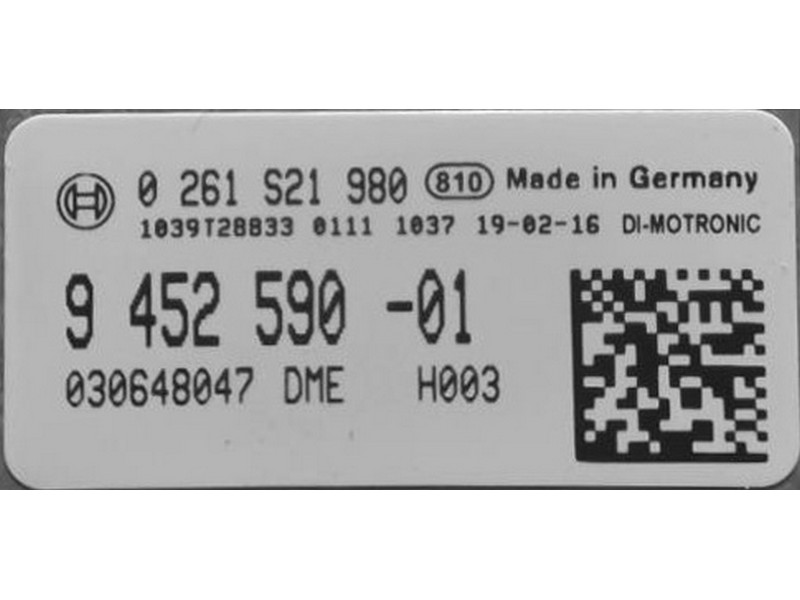 0 261 S21 980 810 Made in Germany
1039T28833 0111 1037 19-02-16 DI-MOTRONIC
9 452 590 -01
030648047 DME H003